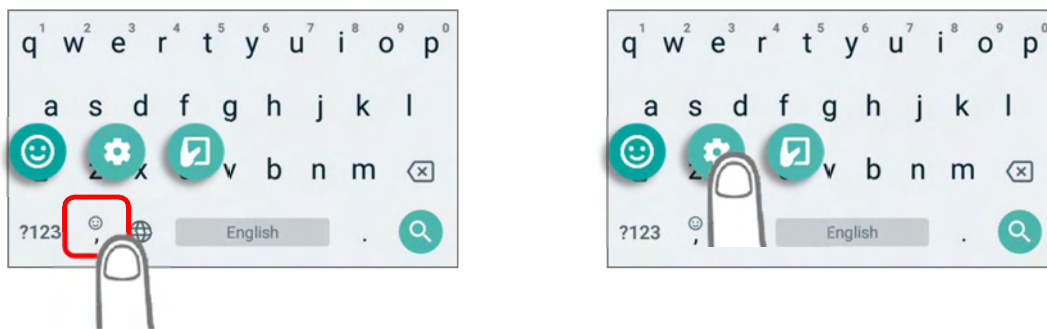 q1 w2 e3 r4 t5 y6 u7 i8 o9 p0
a s d f g h j k l
z x v b n m
?123 , English .
q1 w2 e3 r4 t5 y6 u7 i8 o9 p0
a s d f g h j k l
z v b n m
?123 , English .